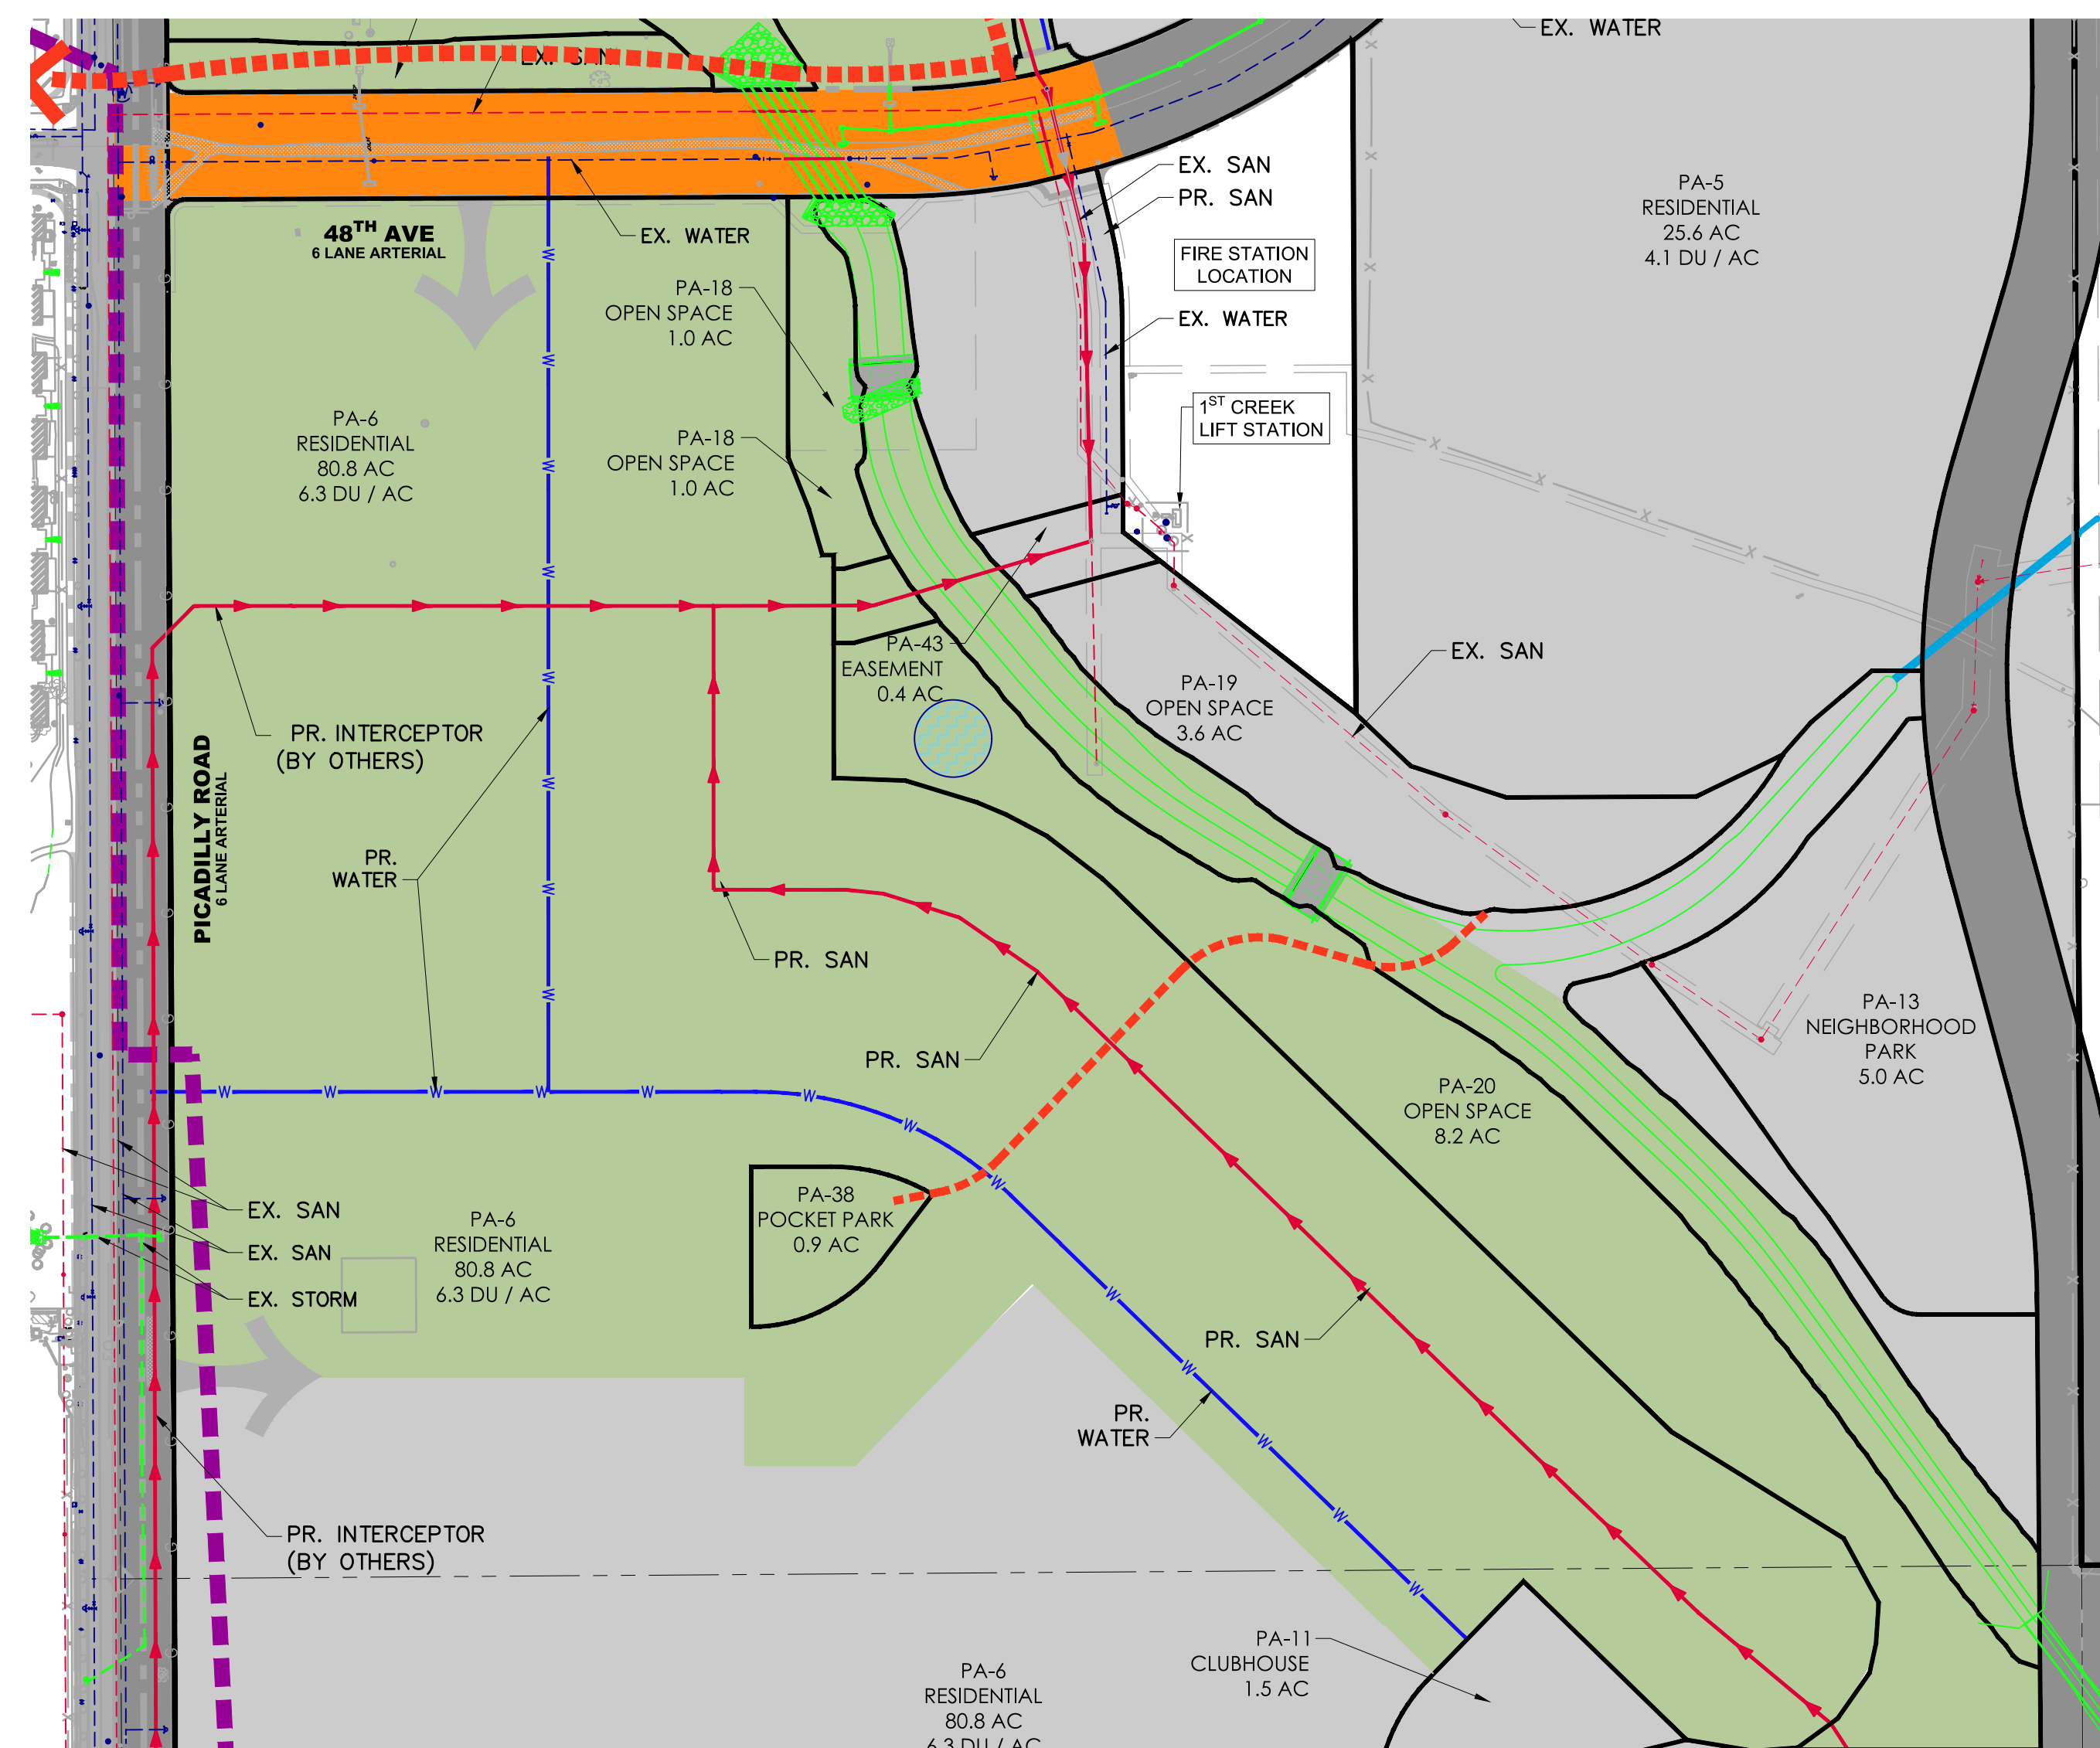 EX. WATER
EX. SAN
EX. SAN
PR. SAN
FIRE STATION
LOCATION
EX. WATER
PA-5
RESIDENTIAL
25.6 AC
4.1 DU / AC
48TH AVE
6 LANE ARTERIAL
EX. WATER
PA-18
OPEN SPACE
1.0 AC
1ST CREEK
LIFT STATION
PA-6
RESIDENTIAL
80.8 AC
6.3 DU / AC
PA-18
OPEN SPACE
1.0 AC
PA-43
EASEMENT
0.4 AC
PA-19
OPEN SPACE
3.6 AC
EX. SAN
PR. INTERCEPTOR
(BY OTHERS)
PICADILLY ROAD
6 LANE ARTERIAL
PR.
WATER
PR. SAN
PR. SAN
PA-13
NEIGHBORHOOD
PARK
5.0 AC
PA-20
OPEN SPACE
8.2 AC
PA-38
POCKET PARK
0.9 AC
EX. SAN
EX. SAN
EX. STORM
PA-6
RESIDENTIAL
80.8 AC
6.3 DU / AC
PR. SAN
PR.
WATER
PR. INTERCEPTOR
(BY OTHERS)
PA-11
CLUBHOUSE
1.5 AC
PA-6
RESIDENTIAL
80.8 AC
6.3 DU / AC